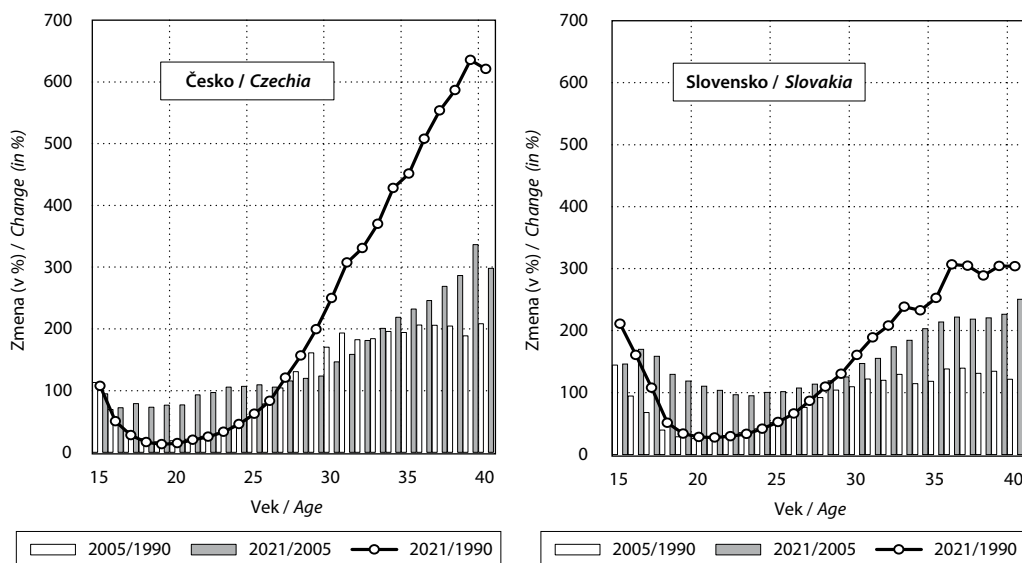 Česko / Czechia
Zmena (v %) / Change (in %)
700
600
500
400
300
200
100
0
15 20 25 30 35 40
Vek / Age
2005/1990 2021/2005 2021/1990
Slovensko / Slovakia
Zmena (v %) / Change (in %)
700
600
500
400
300
200
100
0
15 20 25 30 35 40
Vek / Age
2005/1990 2021/2005 2021/1990